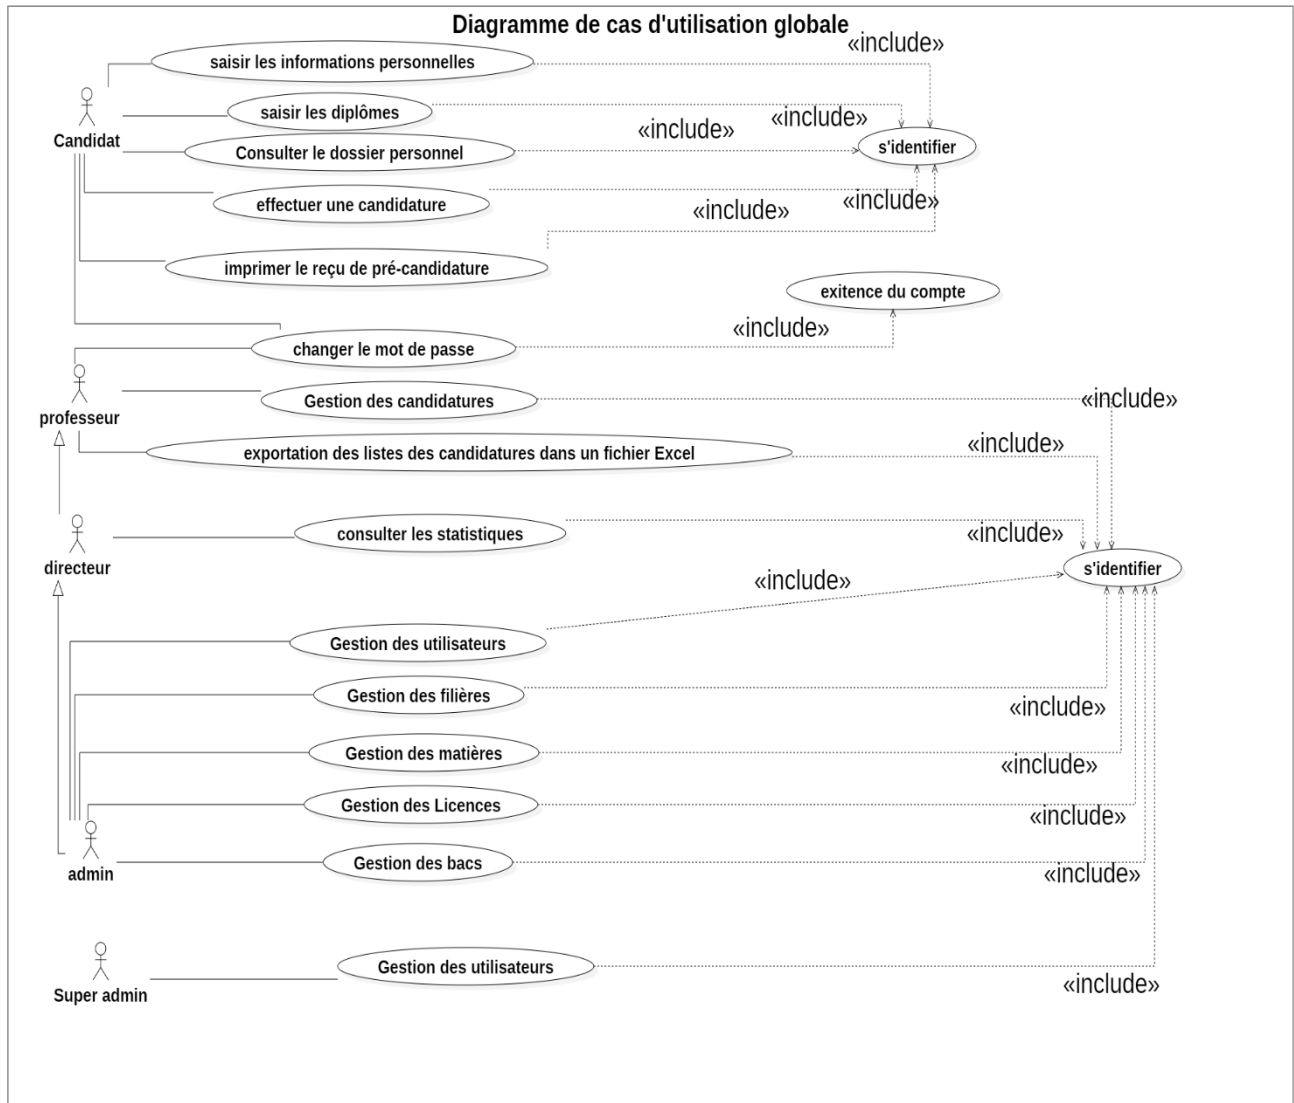 Diagramme de cas d'utilisation globale
«include»
saisir les informations personnelles
saisir les diplômes
«include»
«include»
Candidat
s'identifier
Consulter le dossier personnel
effectuer une candidature
«include»
«include»
imprimer le reçu de pré-candidature
exitence du compte
«include»
changer le mot de passe
Gestion des candidatures
«include»
professeur
«include»
exportation des listes des candidatures dans un fichier Excel
consulter les statistiques
«include»
directeur
s'identifier
«include»
Gestion des utilisateurs
Gestion des filières
«include»
Gestion des matières
«include»
Gestion des Licences
«include»
Gestion des bacs
admin
«include»
Gestion des utilisateurs
«include»
Super admin